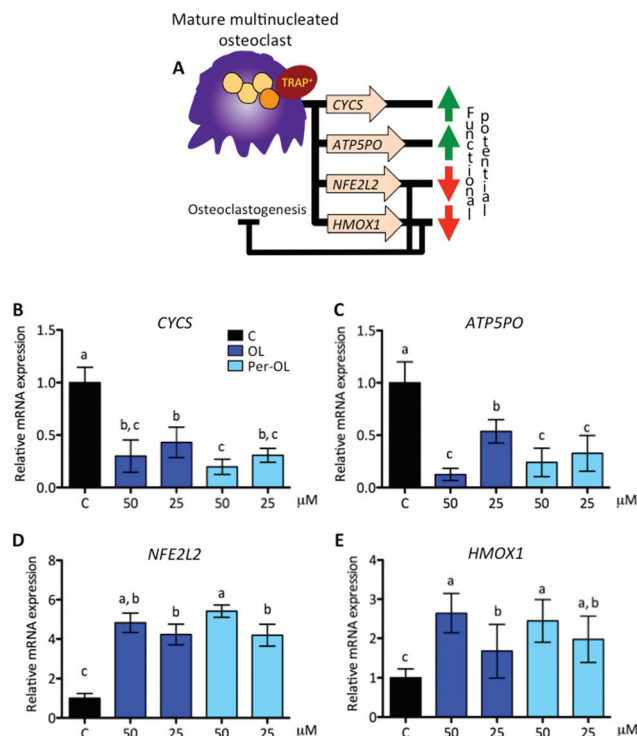 Mature multinucleated
osteoclast
A
TRAP⁺
CYCS
ATP5PO
NFE2L2
HMOX1
Osteoclastogenesis
Functional
potential
B
CYCS
Relative mRNA expression
1.5
1.0
0.5
0.0
a
b, c
b
c
b, c
C
OL
Per-OL
C 50 25 50 25 μM
C
ATP5PO
Relative mRNA expression
1.5
1.0
0.5
0.0
a
c
b
c
c
C 50 25 50 25 μM
D
NFE2L2
Relative mRNA expression
8
6
4
2
0
c
a, b
b
a
b
C 50 25 50 25 μM
E
HMOX1
Relative mRNA expression
4
3
2
1
0
c
a
b
a
a, b
C 50 25 50 25 μM